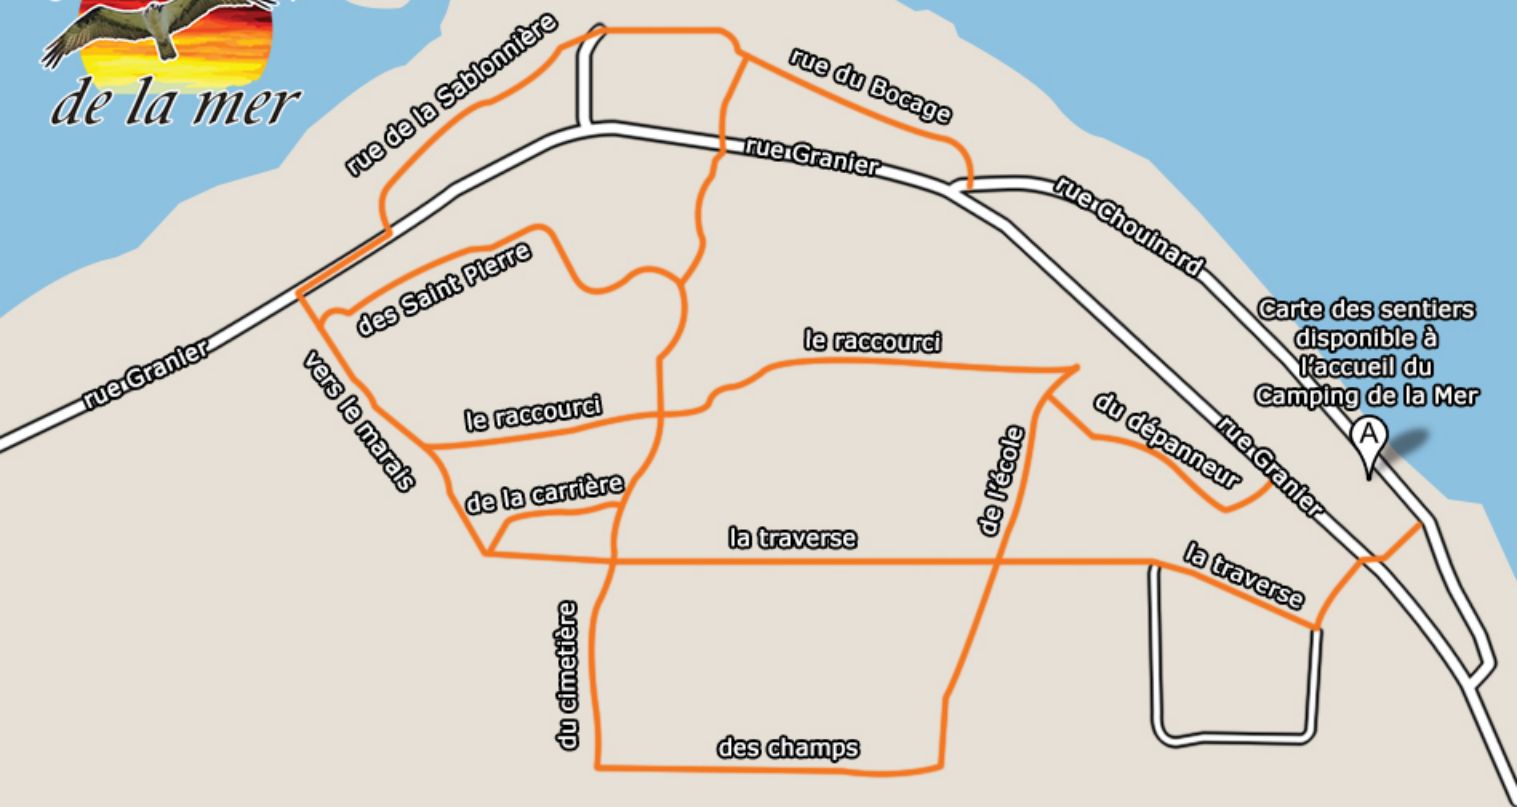 de la mer
rue de la Sablonnière
rue du Bocage
rue Granier
rue Chouinard
des Saint Pierre
Carte des sentiers
disponible à
l'accueil du
Camping de la Mer
A
rue Granier
vers le marais
le raccourci
le raccourci
du dépanneur
rue Granier
de l'école
de la carrière
la traverse
la traverse
du cimetière
des champs